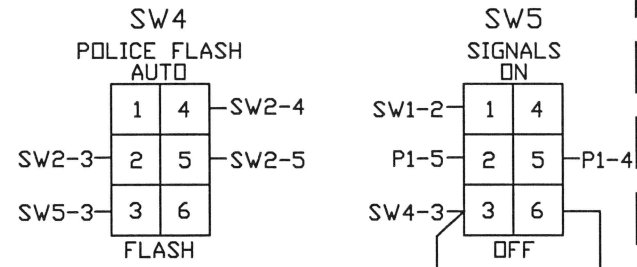 SW4
POLICE FLASH
AUTO
1 4 SW2-4
SW2-3 2 5 SW2-5
SW5-3 3 6
FLASH
SW5
SIGNALS
ON
SW1-2 1 4
P1-5 2 5 P1-4
SW4-3 3 6
OFF